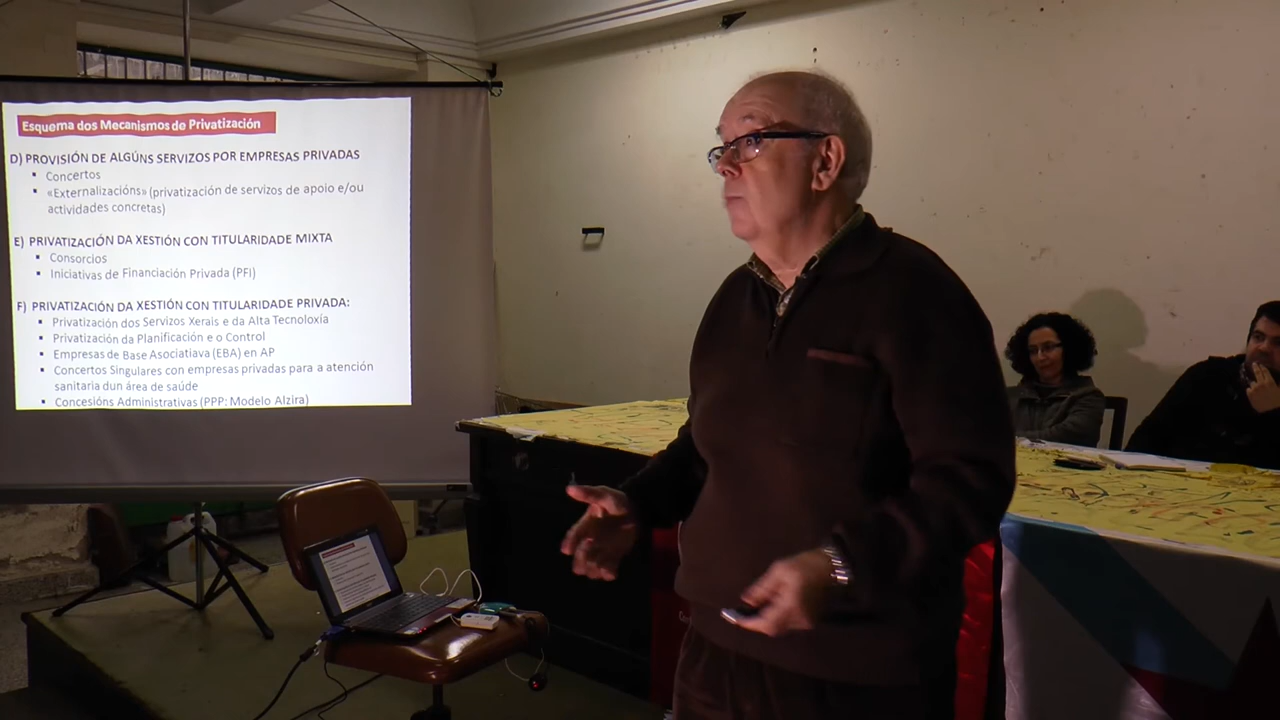 Esquema dos Mecanismos de Privatización
D) PROVISIÓN DE ALGÚNS SERVIZOS POR EMPRESAS PRIVADAS
▪ Concertos
▪ «Externalizacións» (privatización de servizos de apoio e/ou
actividades concretas)
E) PRIVATIZACIÓN DA XESTIÓN CON TITULARIDADE MIXTA
▪ Consorcios
▪ Iniciativas de Financiación Privada (PFI)
F) PRIVATIZACIÓN DA XESTIÓN CON TITULARIDADE PRIVADA:
▪ Privatización dos Servizos Xerais e da Alta Tecnoloxía
▪ Privatización da Planificación e o Control
▪ Empresas de Base Asociatiava (EBA) en AP
▪ Concertos Singulares con empresas privadas para a atención
sanitaria dun área de saúde
▪ Concesións Administrativas (PPP: Modelo Alzira)